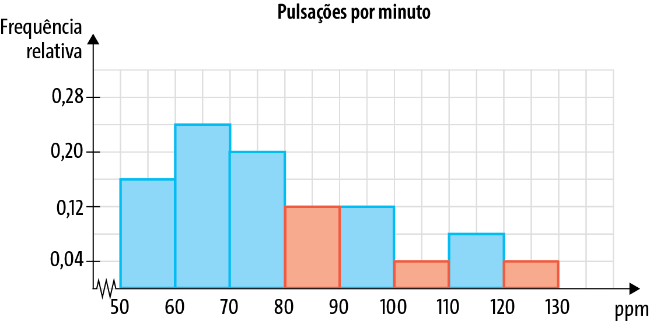 Pulsações por minuto
Frequência
relativa
0,28
0,20
0,12
0,04
50 60 70 80 90 100 110 120 130
ppm